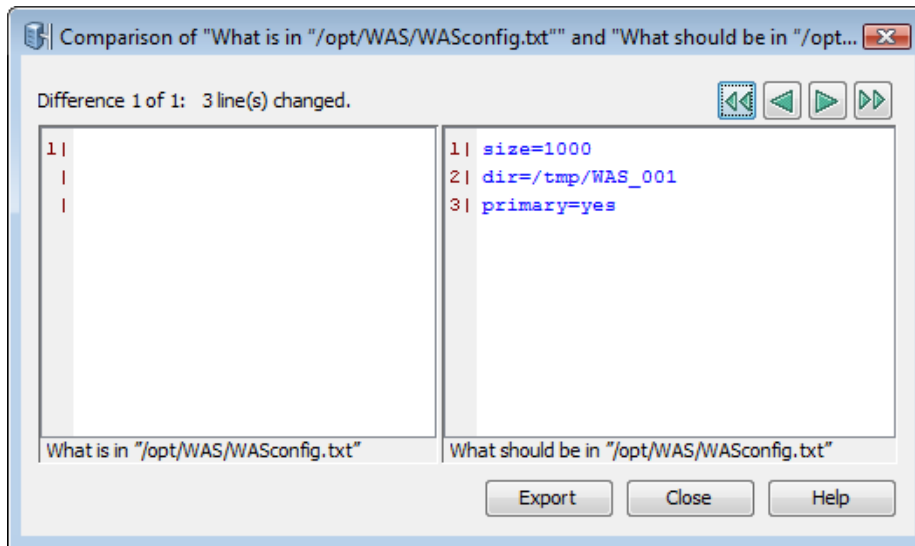 Comparison of "What is in "/opt/WAS/WASconfig.txt"" and "What should be in "/opt...
Difference 1 of 1: 3 line(s) changed.
1|
|
|
1| size=1000
2| dir=/tmp/WAS_001
3| primary=yes
What is in "/opt/WAS/WASconfig.txt"
What should be in "/opt/WAS/WASconfig.txt"
Export
Close
Help